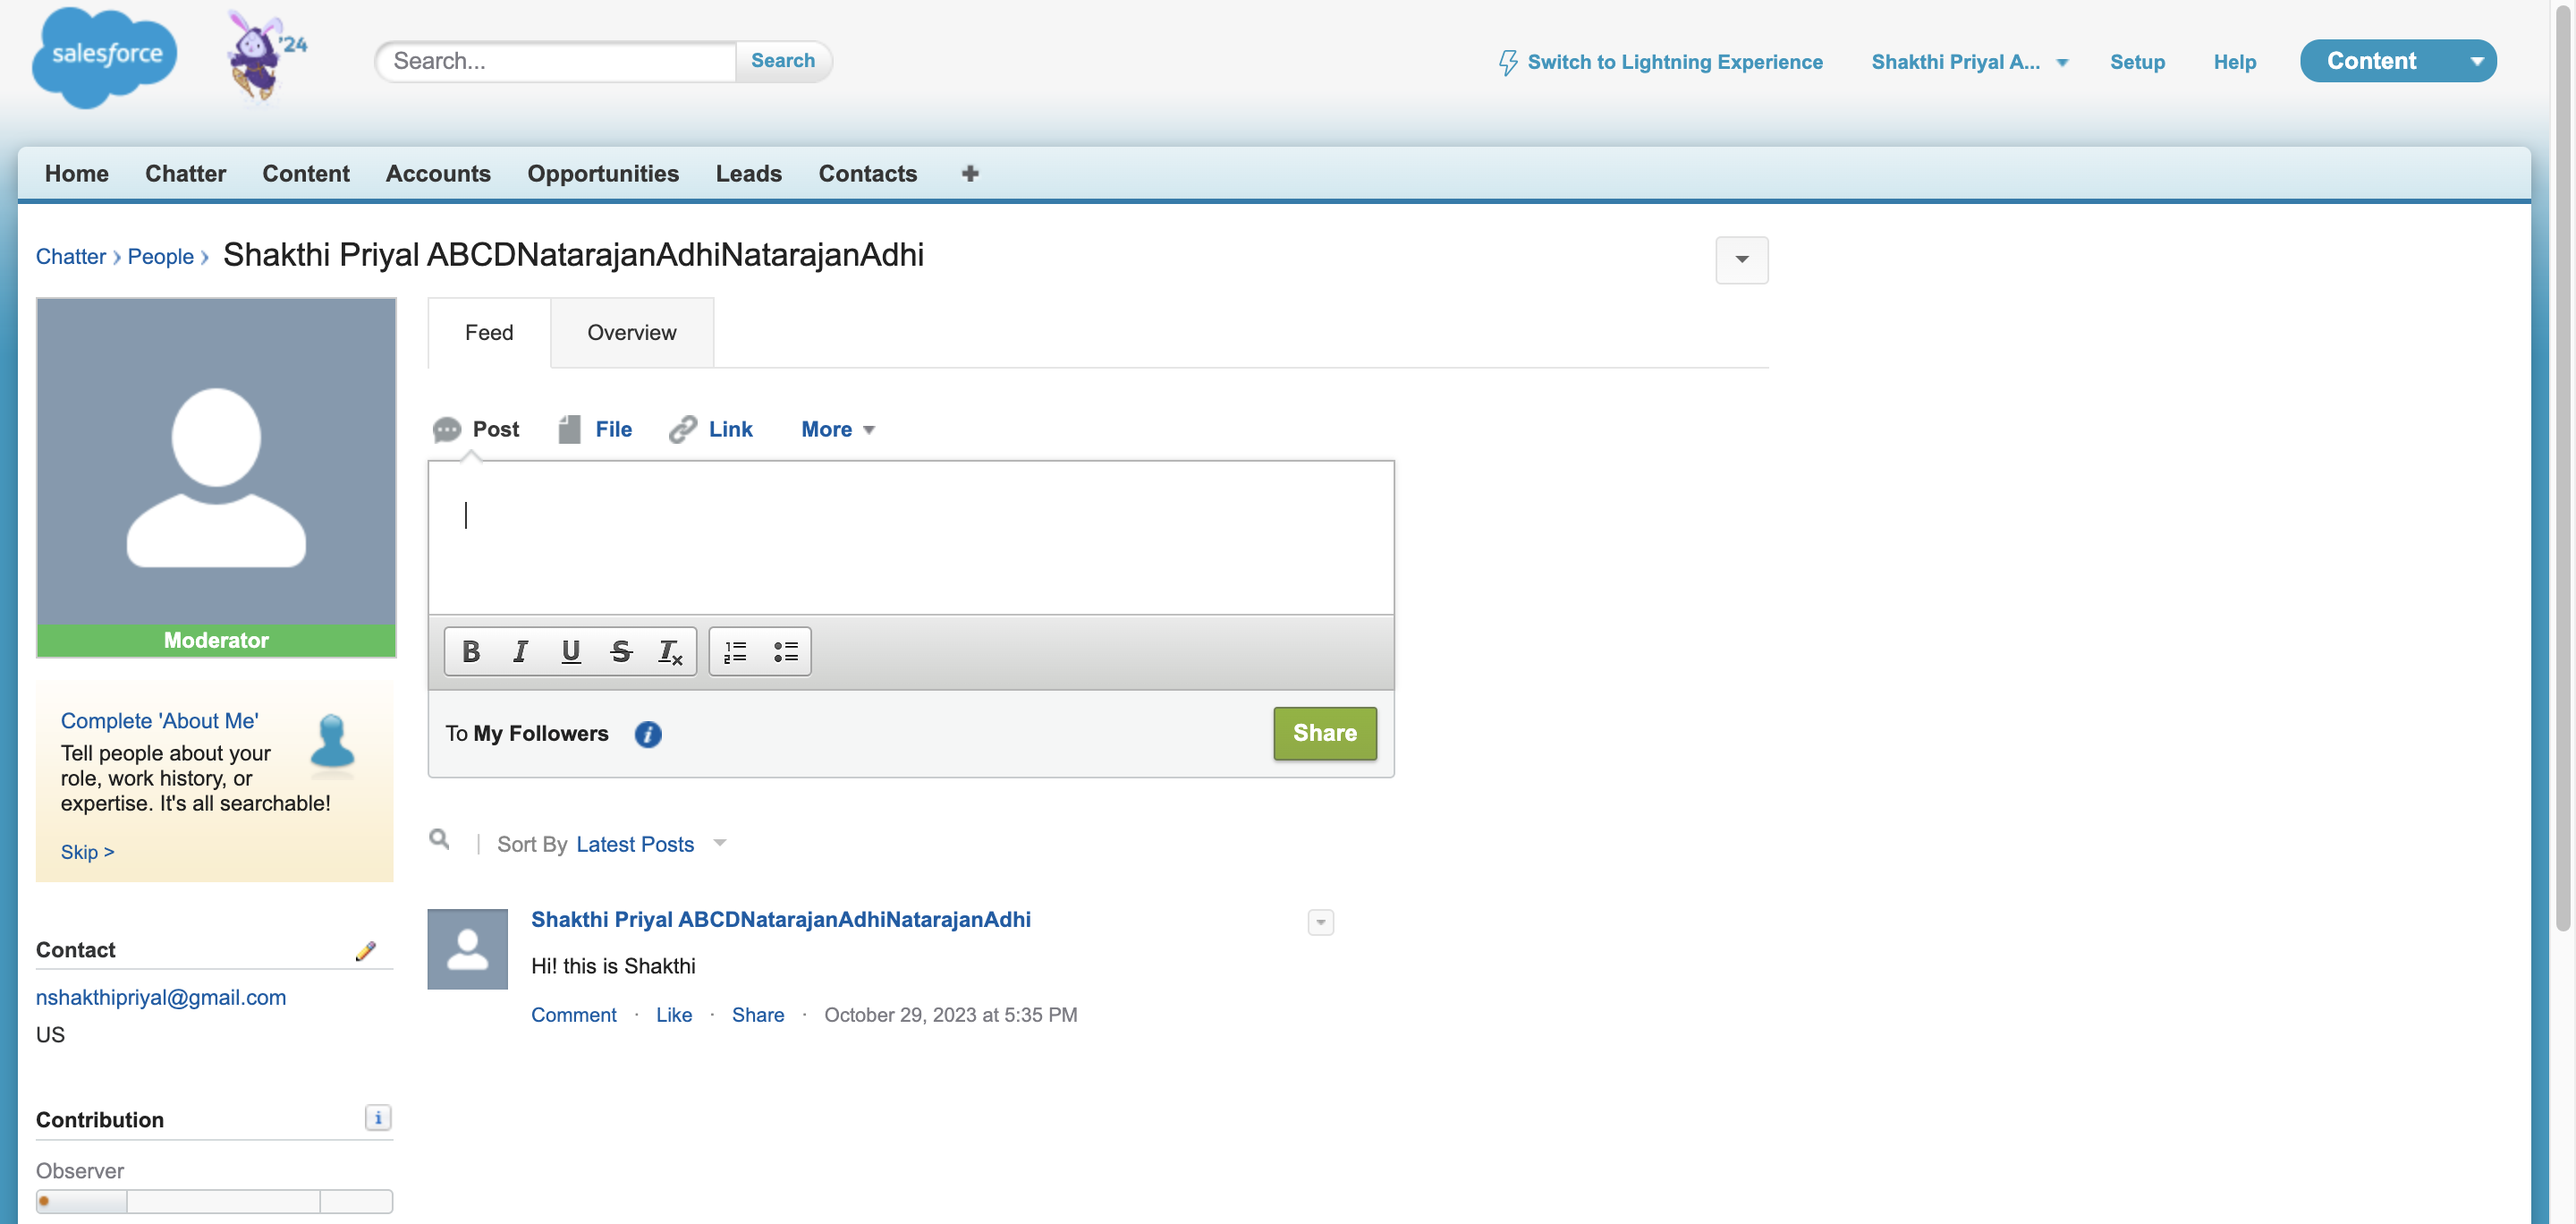 salesforce
'24
Search...
Search
Switch to Lightning Experience
Shakthi Priyal A...
Setup
Help
Content
Home
Chatter
Content
Accounts
Opportunities
Leads
Contacts
Chatter
People
Shakthi Priyal ABCDNatarajanAdhiNatarajanAdhi
Moderator
Complete 'About Me'
Tell people about your
role, work history, or
expertise. It's all searchable!
Skip >
Contact
nshakthipriyal@gmail.com
US
Contribution
Observer
Feed
Overview
Post
File
Link
More
To My Followers
Share
Sort By Latest Posts
Shakthi Priyal ABCDNatarajanAdhiNatarajanAdhi
Hi! this is Shakthi
Comment · Like · Share · October 29, 2023 at 5:35 PM